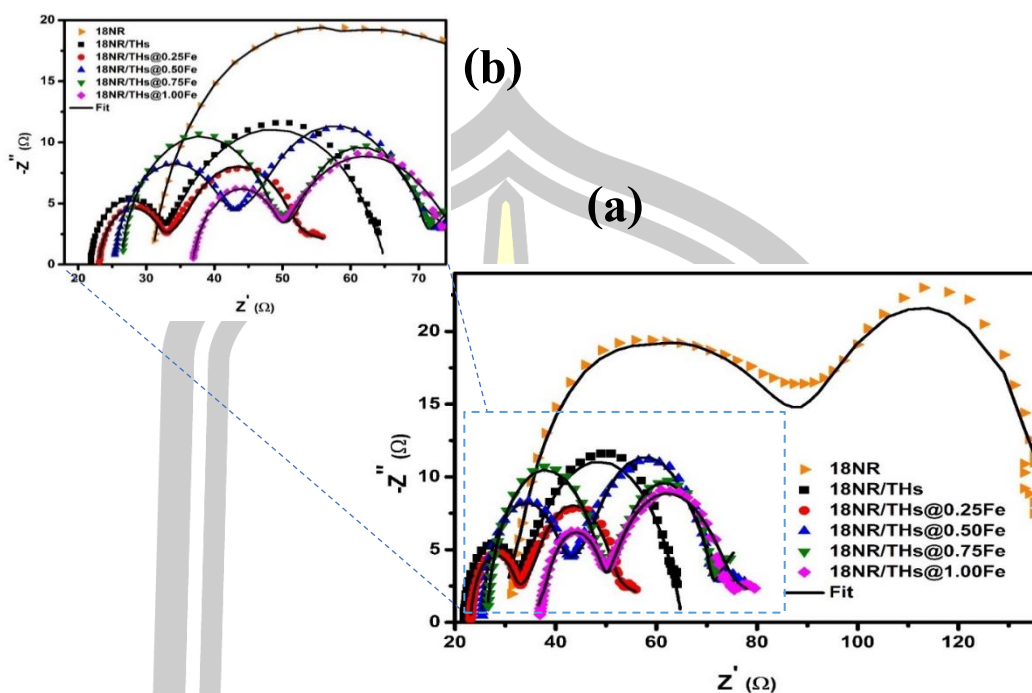 20
15
10
5
0
-Z'' (Ω)
18NR
18NR/THs
18NR/THs@0.25Fe
18NR/THs@0.50Fe
18NR/THs@0.75Fe
18NR/THs@1.00Fe
Fit
20 30 40 50 60 70
Z' (Ω)
(b)
(a)
20
15
10
5
0
-Z'' (Ω)
18NR
18NR/THs
18NR/THs@0.25Fe
18NR/THs@0.50Fe
18NR/THs@0.75Fe
18NR/THs@1.00Fe
Fit
20 40 60 80 100 120
Z' (Ω)